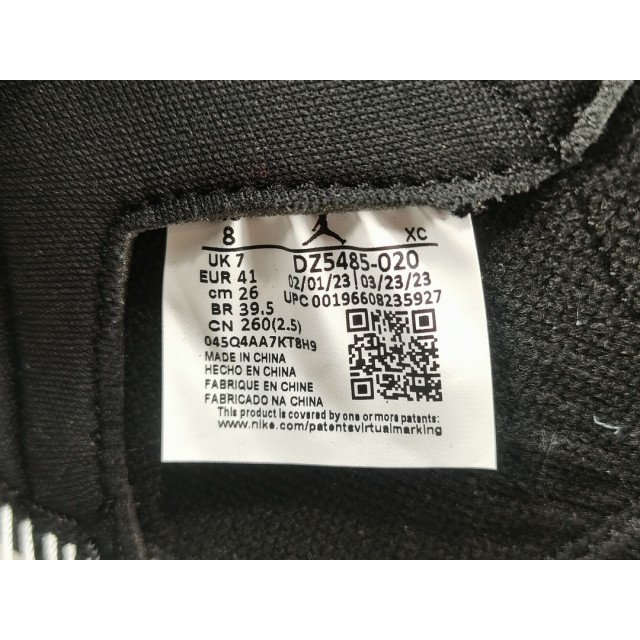 8 XC
UK 7 DZ5485-020
EUR 41 02/01/23 | 03/23/23
cm 26 UPC 00196608235927
BR 39.5
CN 260(2.5)
045Q4AA7KT8H9
MADE IN CHINA
HECHO EN CHINA
FABRIQUE EN CHINE
FABRICADO NA CHINA
This product is covered by one or more patents:
www.nike.com/patentsvirtualmarking